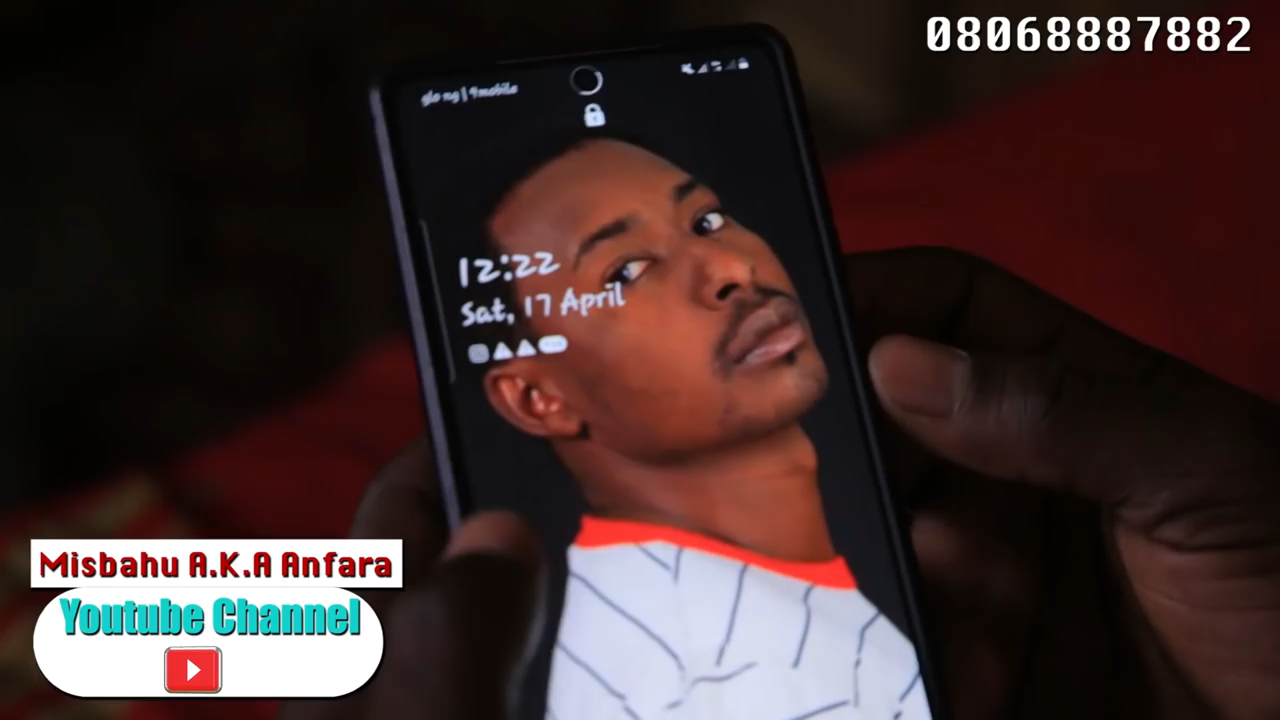 08068887882
glo ng | 9mobile
12:22
Sat, 17 April
Misbahu A.K.A Anfara
Youtube Channel